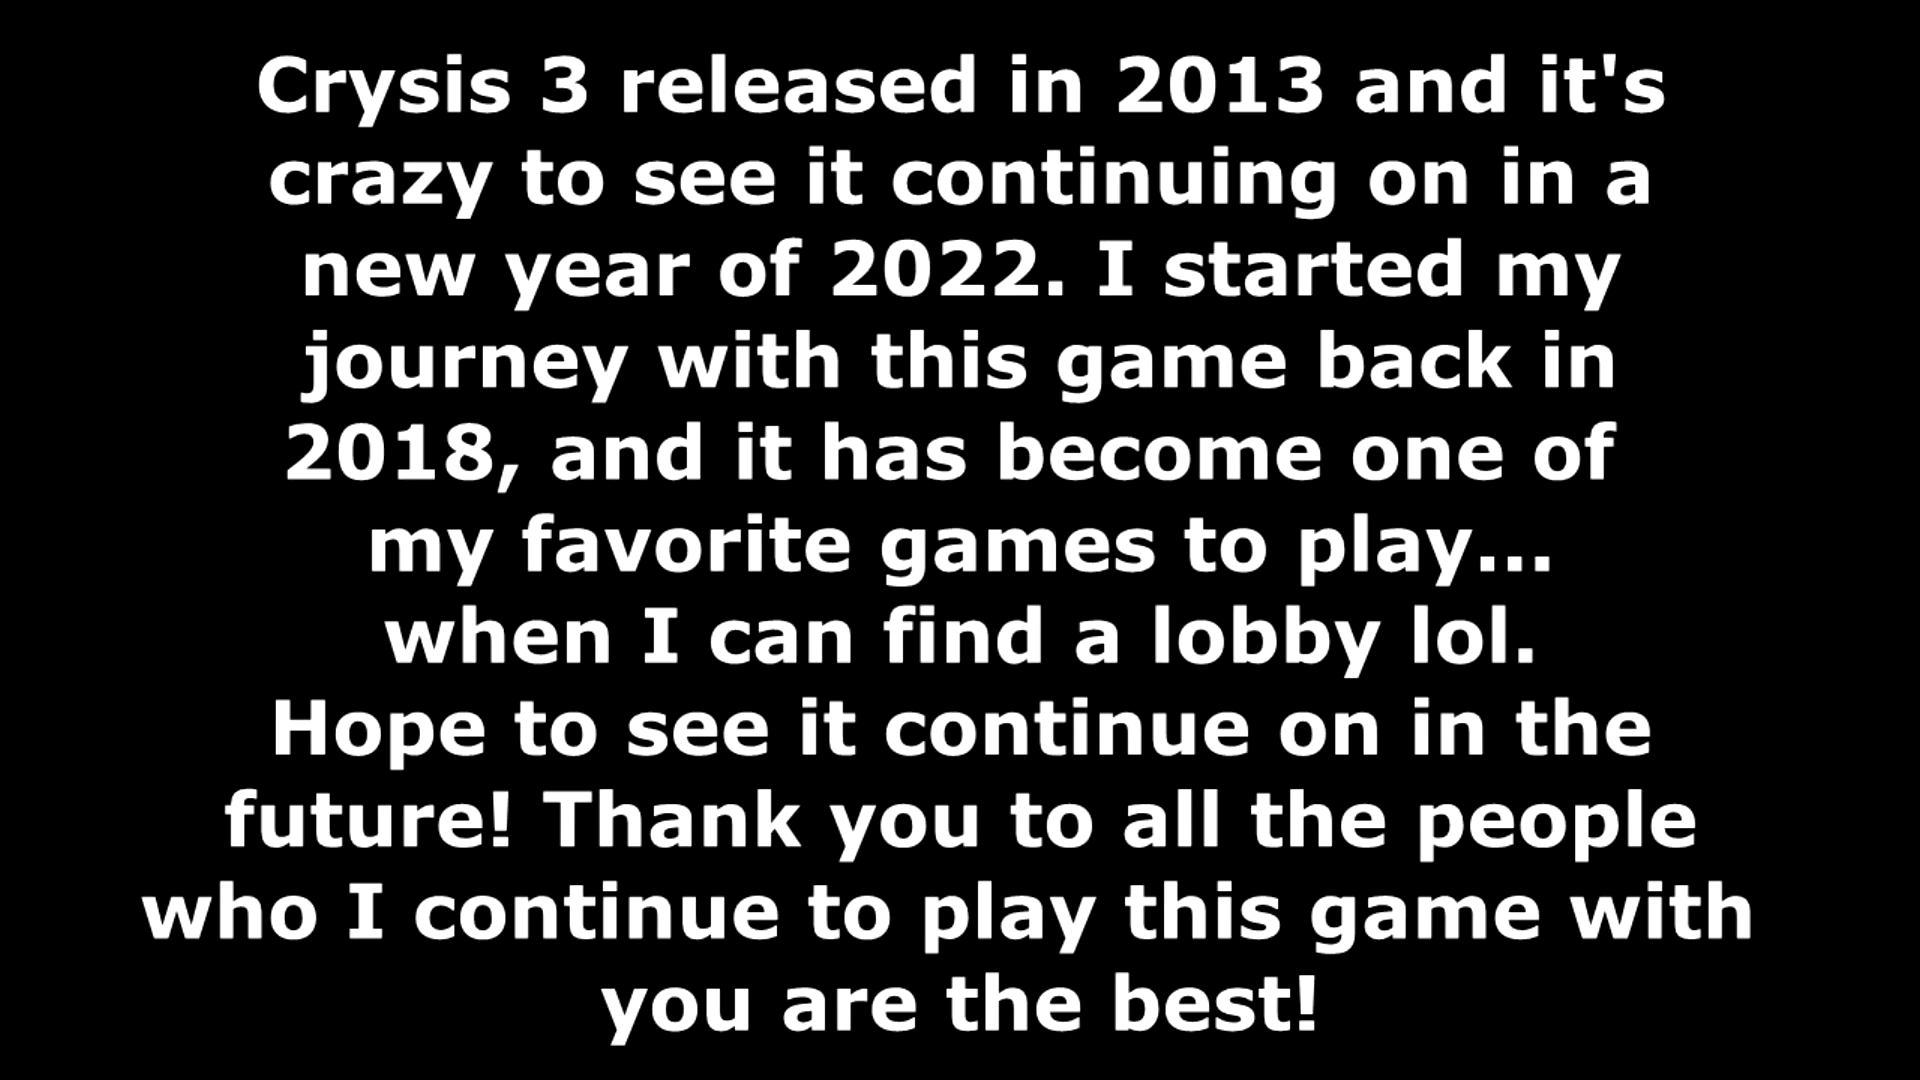 Crysis 3 released in 2013 and it's
crazy to see it continuing on in a
new year of 2022. I started my
journey with this game back in
2018, and it has become one of
my favorite games to play...
when I can find a lobby lol.
Hope to see it continue on in the
future! Thank you to all the people
who I continue to play this game with
you are the best!